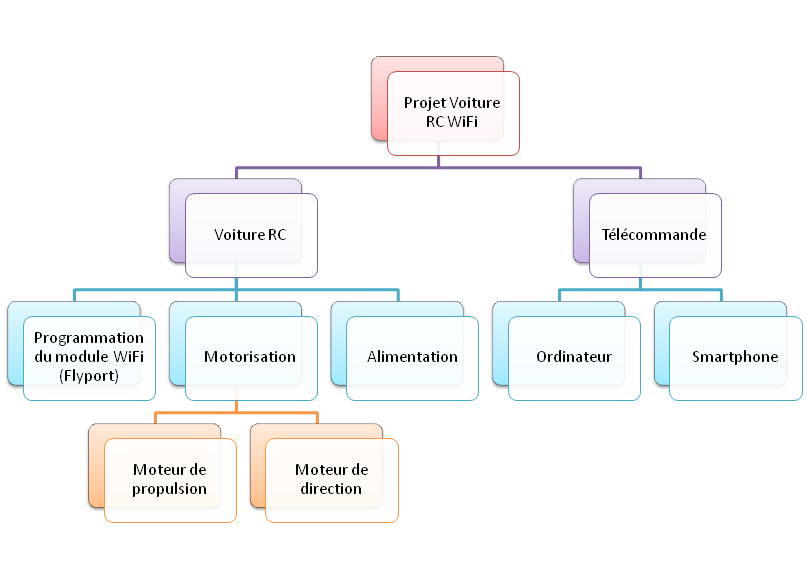 Projet Voiture
RC WiFi
Voiture RC
Télécommande
Programmation
du module WiFi
(Flyport)
Motorisation
Alimentation
Ordinateur
Smartphone
Moteur de
propulsion
Moteur de
direction